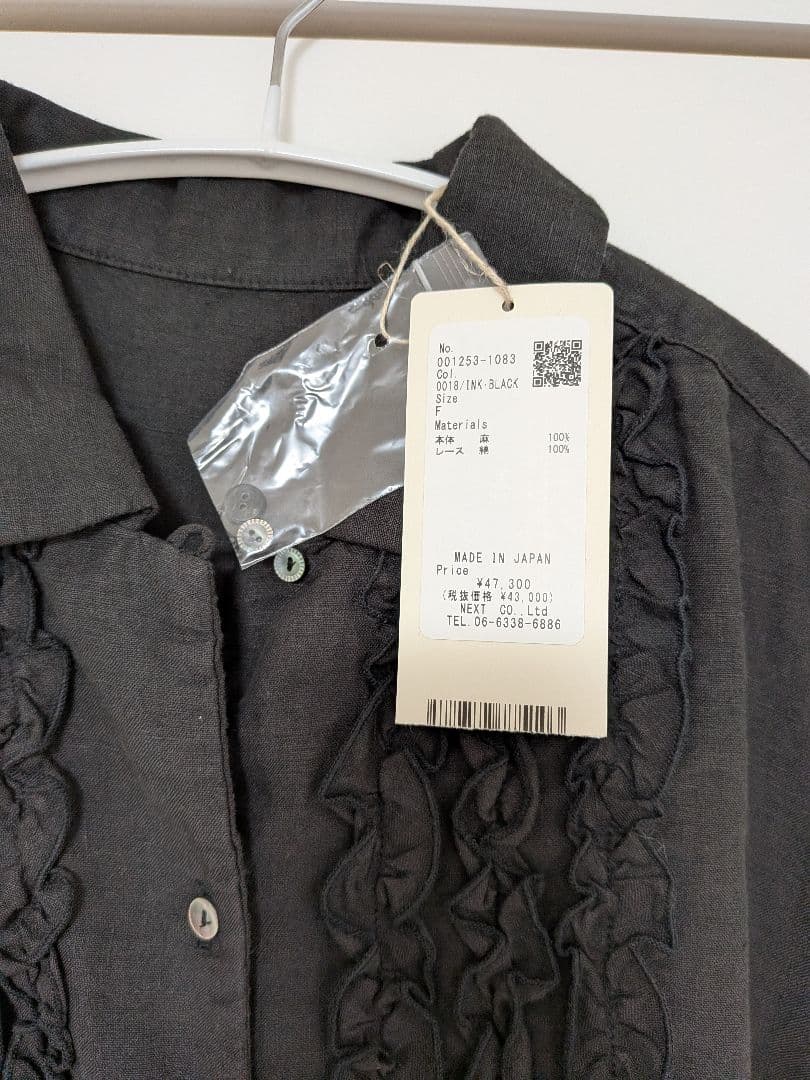 No.
001253-1083
Col.
0018/INK･BLACK
Size
F
Materials
本体 麻 100%
レース 綿 100%
MADE IN JAPAN
Price
¥47,300
(税抜価格 ¥43,000)
NEXT CO.,Ltd
TEL.06-6338-6886